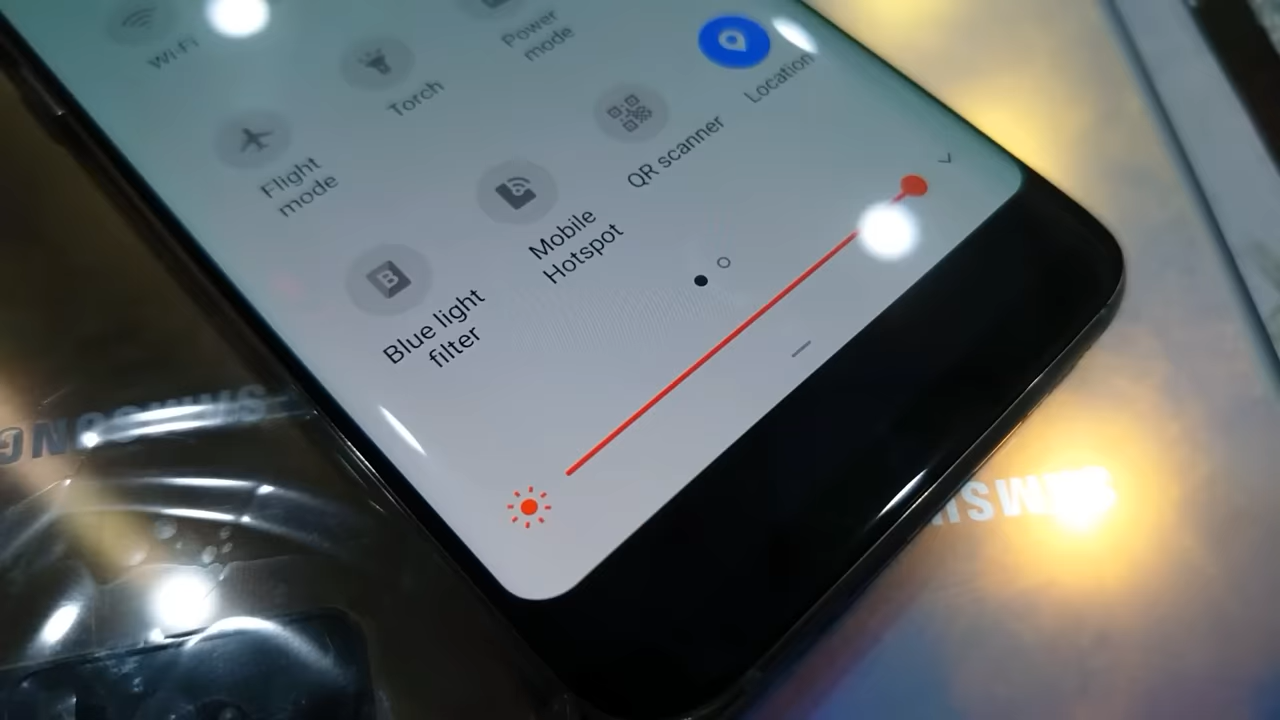 Wi-Fi
Torch
Power
mode
Location
Flight
mode
Mobile
Hotspot
QR scanner
Blue light
filter
B